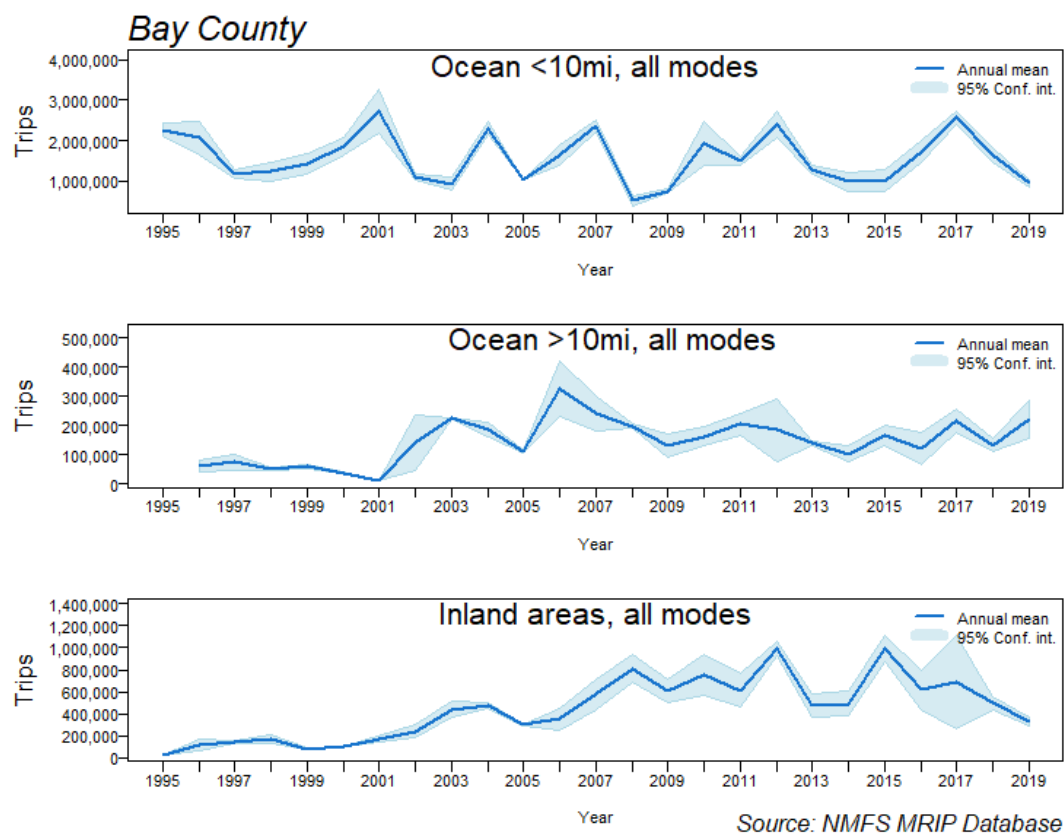 Bay County
Ocean <10mi, all modes
Annual mean
95% Conf. int.
Trips
4,000,000
3,000,000
2,000,000
1,000,000
1995 1997 1999 2001 2003 2005 2007 2009 2011 2013 2015 2017 2019
Year
Ocean >10mi, all modes
Annual mean
95% Conf. int.
Trips
500,000
400,000
300,000
200,000
100,000
0
1995 1997 1999 2001 2003 2005 2007 2009 2011 2013 2015 2017 2019
Year
Inland areas, all modes
Annual mean
95% Conf. int.
Trips
1,400,000
1,200,000
1,000,000
800,000
600,000
400,000
200,000
0
1995 1997 1999 2001 2003 2005 2007 2009 2011 2013 2015 2017 2019
Year
Source: NMFS MRIP Database